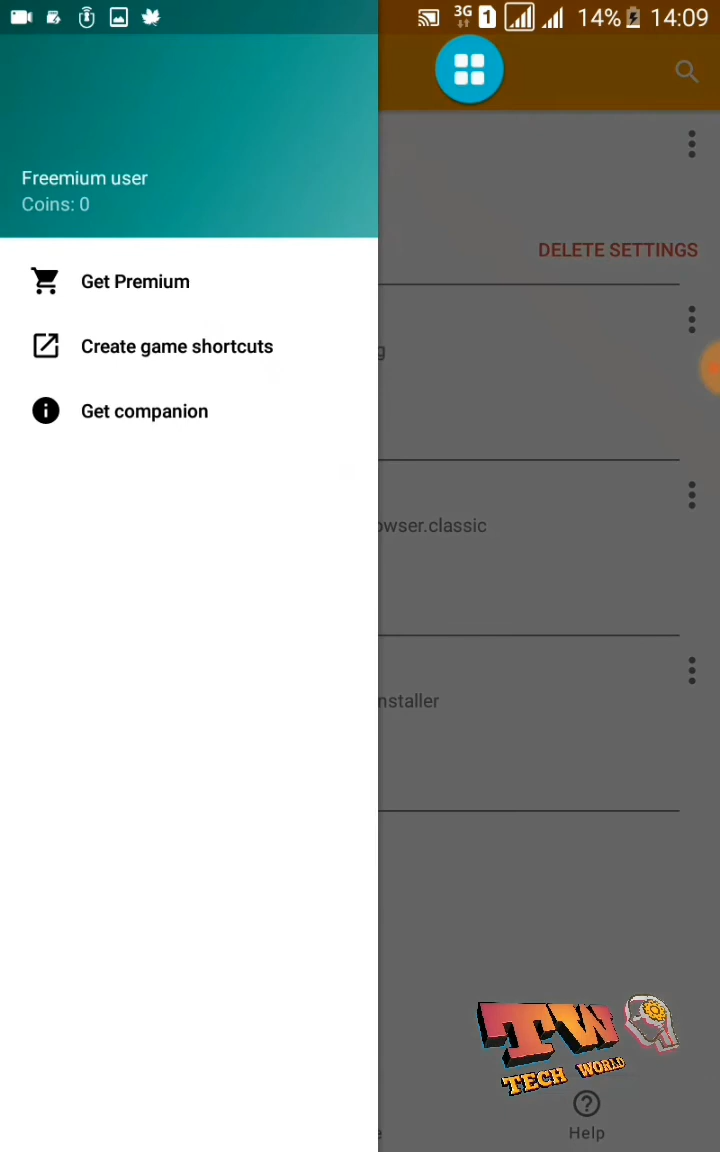 3G 1 14% 14:09
Freemium user
Coins: 0
DELETE SETTINGS
Get Premium
Create game shortcuts
g
Get companion
owser.classic
nstaller
TW
TECH WORLD
e
Help